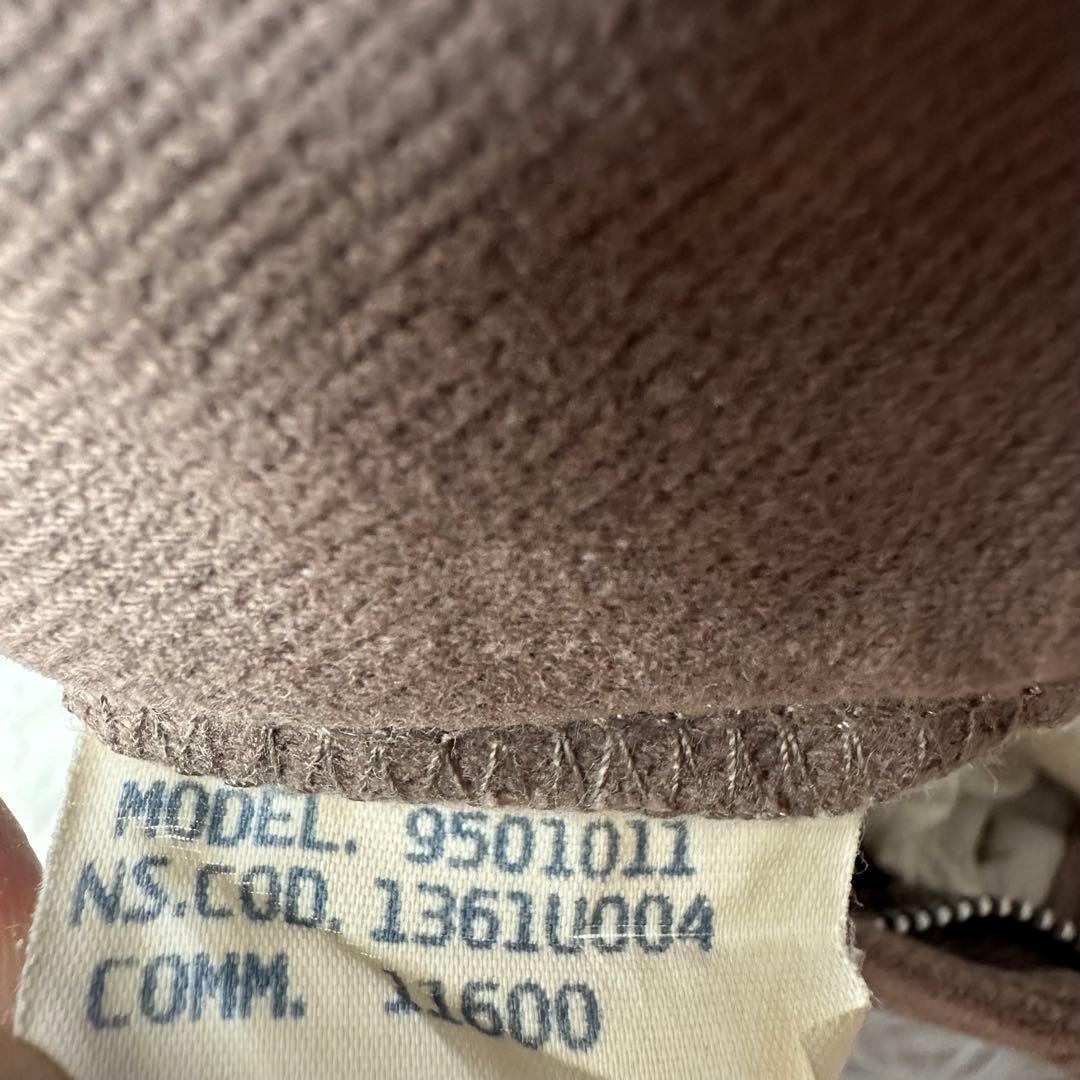 MODEL. 9501011
NS.COD. 1361U004
COMM. 11600